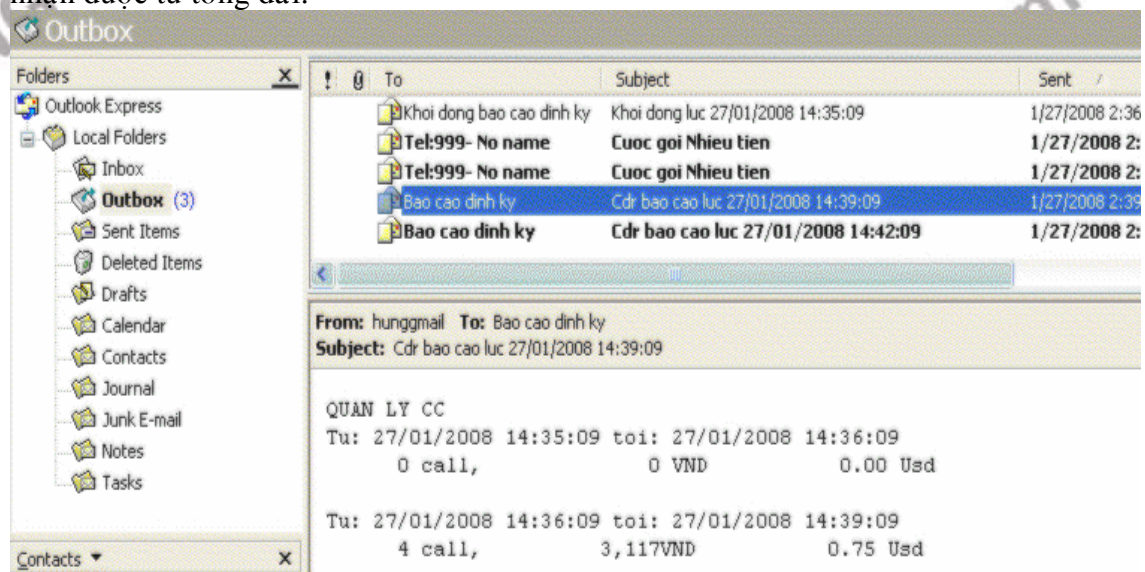 nhận được từ tổng đài.
Outbox
Folders X
Outlook Express
Local Folders
Inbox
Outbox (3)
Sent Items
Deleted Items
Drafts
Calendar
Contacts
Journal
Junk E-mail
Notes
Tasks
Contacts X
! To Subject Sent
Khoi dong bao cao dinh ky Khoi dong luc 27/01/2008 14:35:09 1/27/2008 2:36
Tel:999- No name Cuoc goi Nhieu tien 1/27/2008 2:
Tel:999- No name Cuoc goi Nhieu tien 1/27/2008 2:
Bao cao dinh ky Cdr bao cao luc 27/01/2008 14:39:09 1/27/2008 2:39
Bao cao dinh ky Cdr bao cao luc 27/01/2008 14:42:09 1/27/2008 2:
From: hunggmail To: Bao cao dinh ky
Subject: Cdr bao cao luc 27/01/2008 14:39:09
QUAN LY CC
Tu: 27/01/2008 14:35:09 toi: 27/01/2008 14:36:09
0 call, 0 VND 0.00 Usd
Tu: 27/01/2008 14:36:09 toi: 27/01/2008 14:39:09
4 call, 3,117VND 0.75 Usd